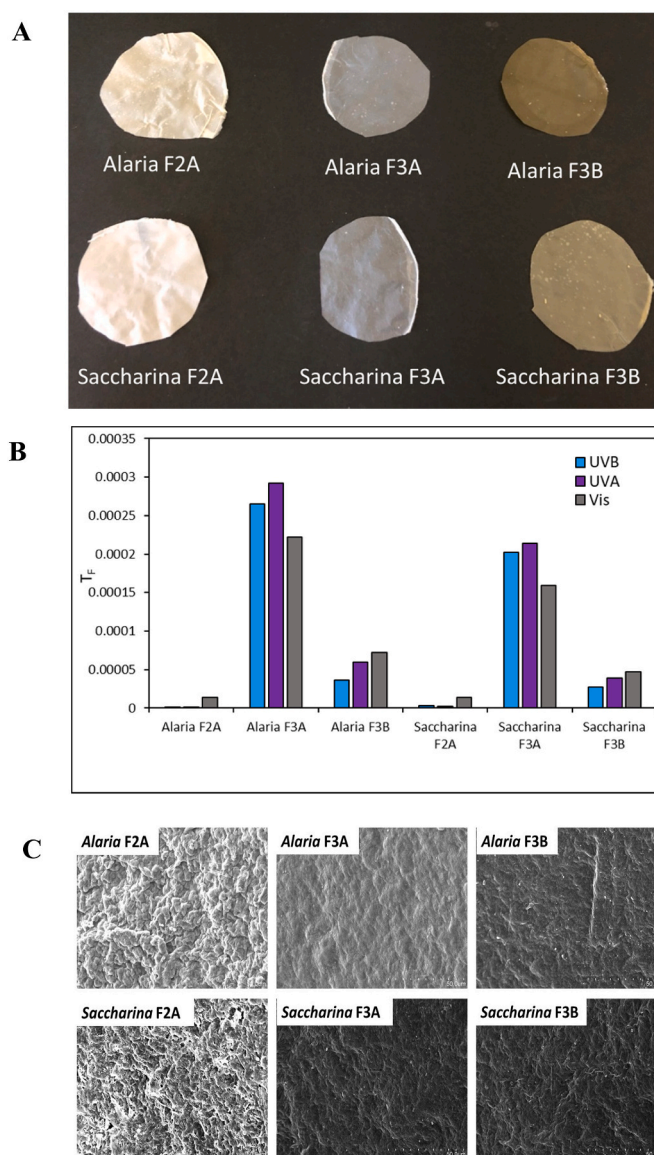 A
Alaria F2A
Alaria F3A
Alaria F3B
Saccharina F2A
Saccharina F3A
Saccharina F3B
B
0.00035
0.0003
0.00025
0.0002
0.00015
0.0001
0.00005
0
T_F
UVB
UVA
Vis
Alaria F2A
Alaria F3A
Alaria F3B
Saccharina
F2A
Saccharina
F3A
Saccharina
F3B
C
Alaria F2A
Alaria F3A
Alaria F3B
Saccharina F2A
Saccharina F3A
Saccharina F3B